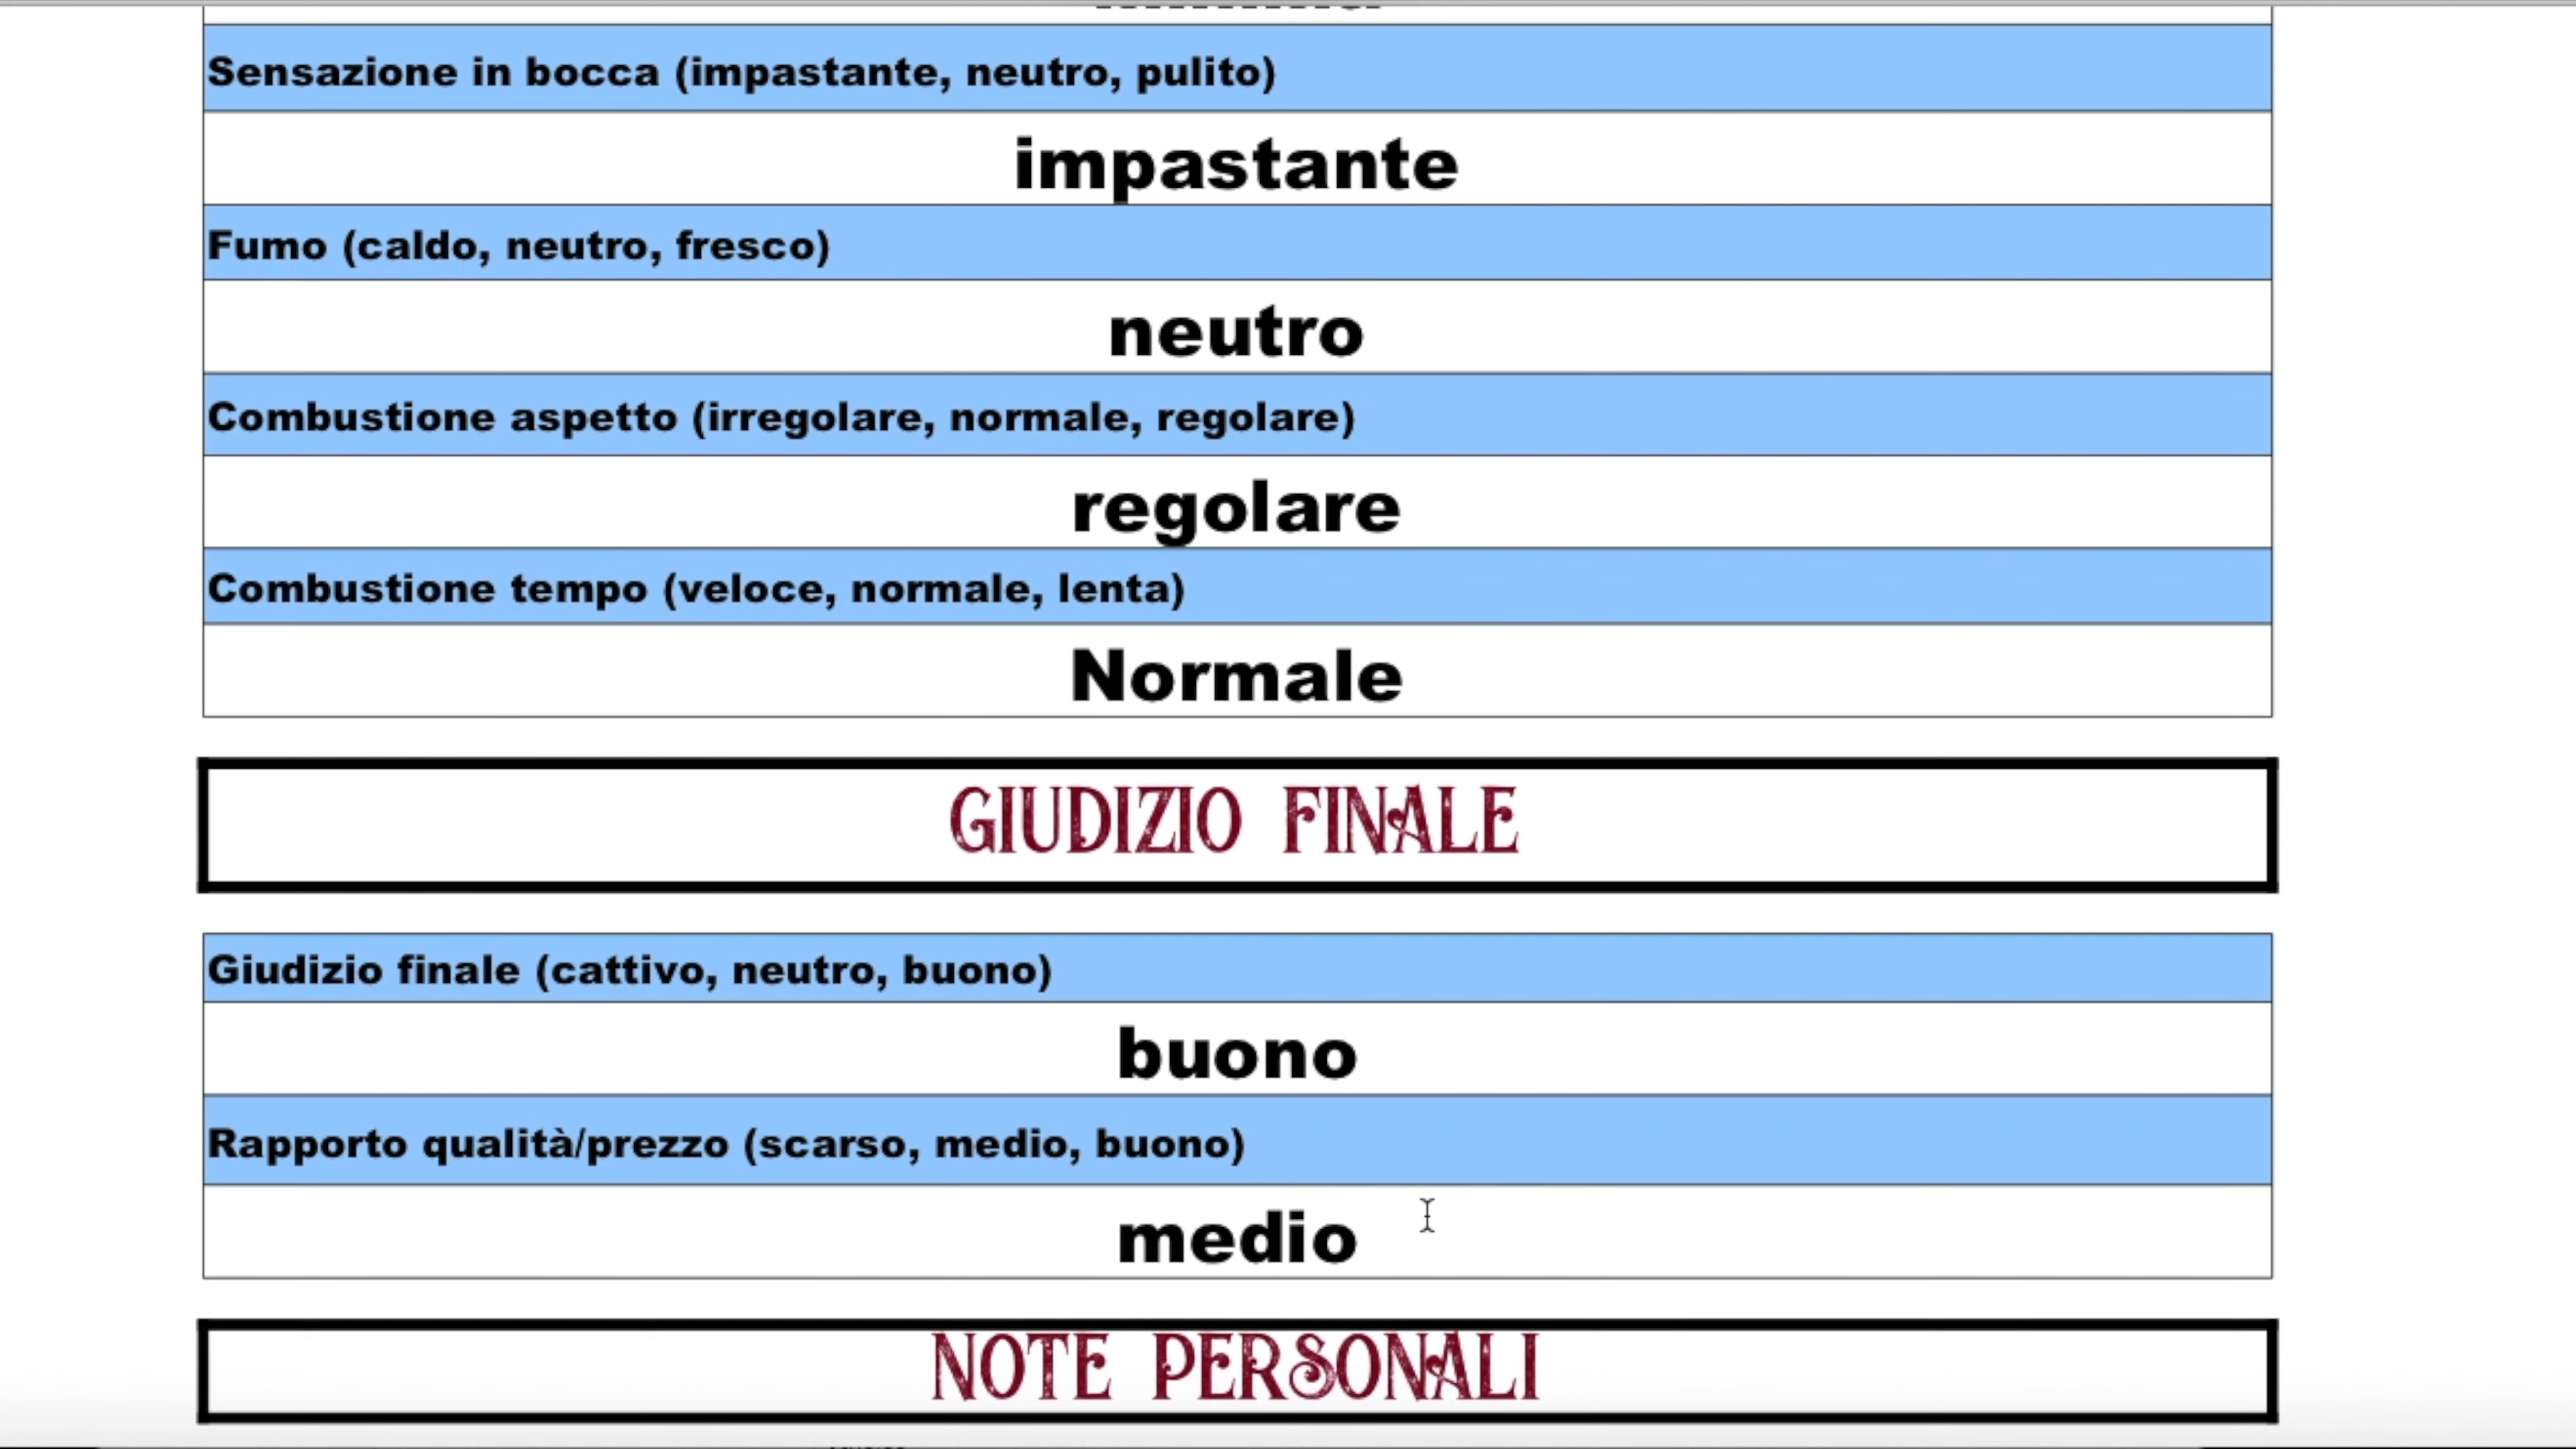 Sensazione in bocca (impastante, neutro, pulito)
impastante
Fumo (caldo, neutro, fresco)
neutro
Combustione aspetto (irregolare, normale, regolare)
regolare
Combustione tempo (veloce, normale, lenta)
Normale
GIUDIZIO FINALE
Giudizio finale (cattivo, neutro, buono)
buono
Rapporto qualità/prezzo (scarso, medio, buono)
medio
NOTE PERSONALI